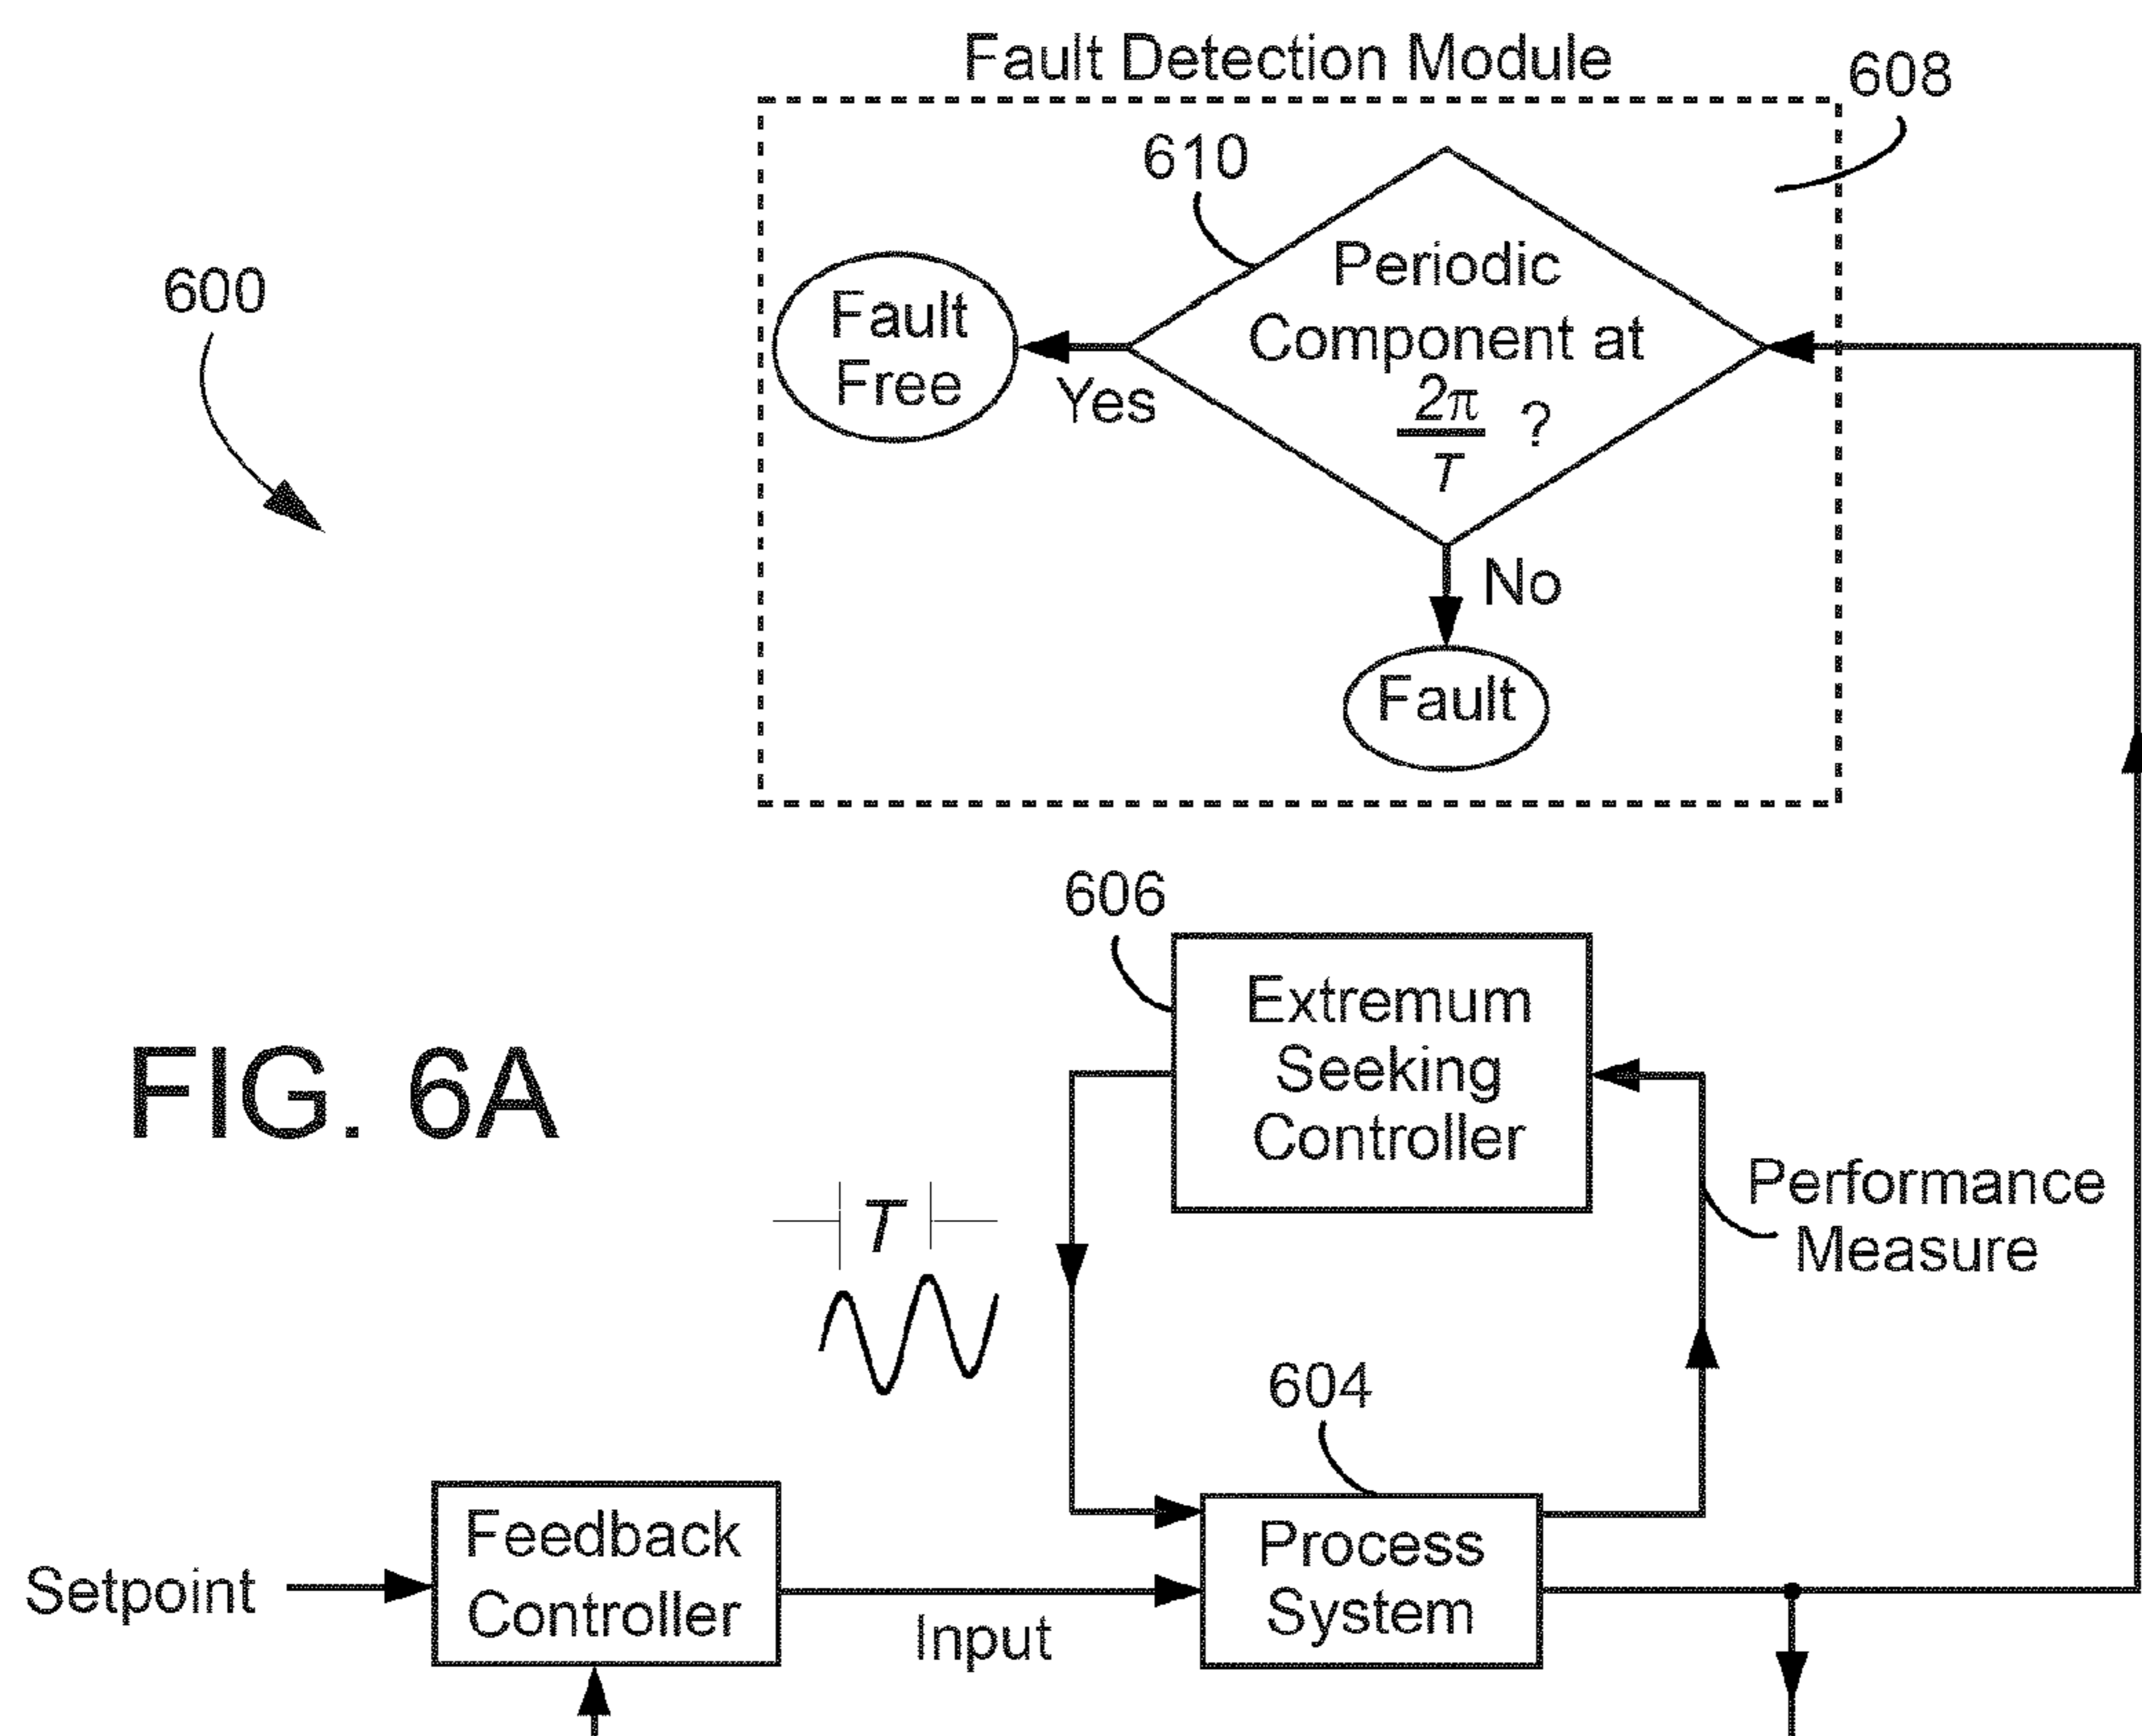 Fault Detection Module
608
610
600
Periodic
Component at
2π
T
?
Fault
Free
Yes
No
Fault
606
Extremum
Seeking
Controller
FIG. 6A
T
Performance
Measure
604
Setpoint
Feedback
Controller
Input
Process
System